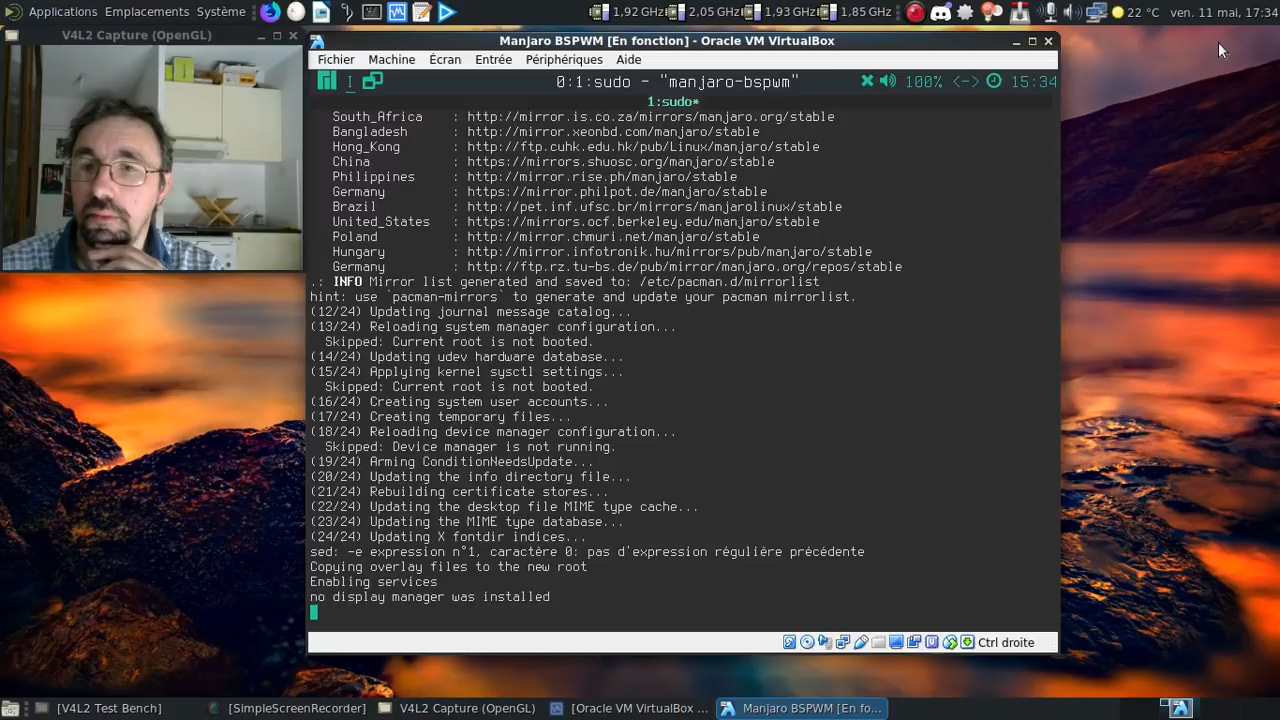 Applications Emplacements Système
1,92 GHz 2,05 GHz 1,93 GHz 1,85 GHz
22 °C ven. 11 mai, 17:34
V4L2 Capture (OpenGL)
Manjaro BSPWM [En fonction] - Oracle VM VirtualBox
Fichier Machine Écran Entrée Périphériques Aide
0:1:sudo - "manjaro-bspwm" 100% <-> 15:34
1:sudo*
South_Africa : http://mirror.is.co.za/mirrors/manjaro.org/stable
Bangladesh : http://mirror.xeonbd.com/manjaro/stable
Hong_Kong : http://ftp.cuhk.edu.hk/pub/Linux/manjaro/stable
China : https://mirrors.shuosc.org/manjaro/stable
Philippines : http://mirror.rise.ph/manjaro/stable
Germany : https://mirror.philpot.de/manjaro/stable
Brazil : http://pet.inf.ufsc.br/mirrors/manjarolinux/stable
United_States : https://mirrors.ocf.berkeley.edu/manjaro/stable
Poland : http://mirror.chmuri.net/manjaro/stable
Hungary : http://mirror.infotronik.hu/mirrors/pub/manjaro/stable
Germany : http://ftp.rz.tu-bs.de/pub/mirror/manjaro.org/repos/stable
.: INFO Mirror list generated and saved to: /etc/pacman.d/mirrorlist
hint: use `pacman-mirrors` to generate and update your pacman mirrorlist.
(12/24) Updating journal message catalog...
(13/24) Reloading system manager configuration...
Skipped: Current root is not booted.
(14/24) Updating udev hardware database...
(15/24) Applying kernel sysctl settings...
Skipped: Current root is not booted.
(16/24) Creating system user accounts...
(17/24) Creating temporary files...
(18/24) Reloading device manager configuration...
Skipped: Device manager is not running.
(19/24) Arming ConditionNeedsUpdate...
(20/24) Updating the info directory file...
(21/24) Rebuilding certificate stores...
(22/24) Updating the desktop file MIME type cache...
(23/24) Updating the MIME type database...
(24/24) Updating X fontdir indices...
sed: -e expression n°1, caractère 0: pas d'expression régulière précédente
Copying overlay files to the new root
Enabling services
no display manager was installed
Ctrl droite
[V4L2 Test Bench] [SimpleScreenRecorder] V4L2 Capture (OpenGL) [Oracle VM VirtualBox ... Manjaro BSPWM [En fo...